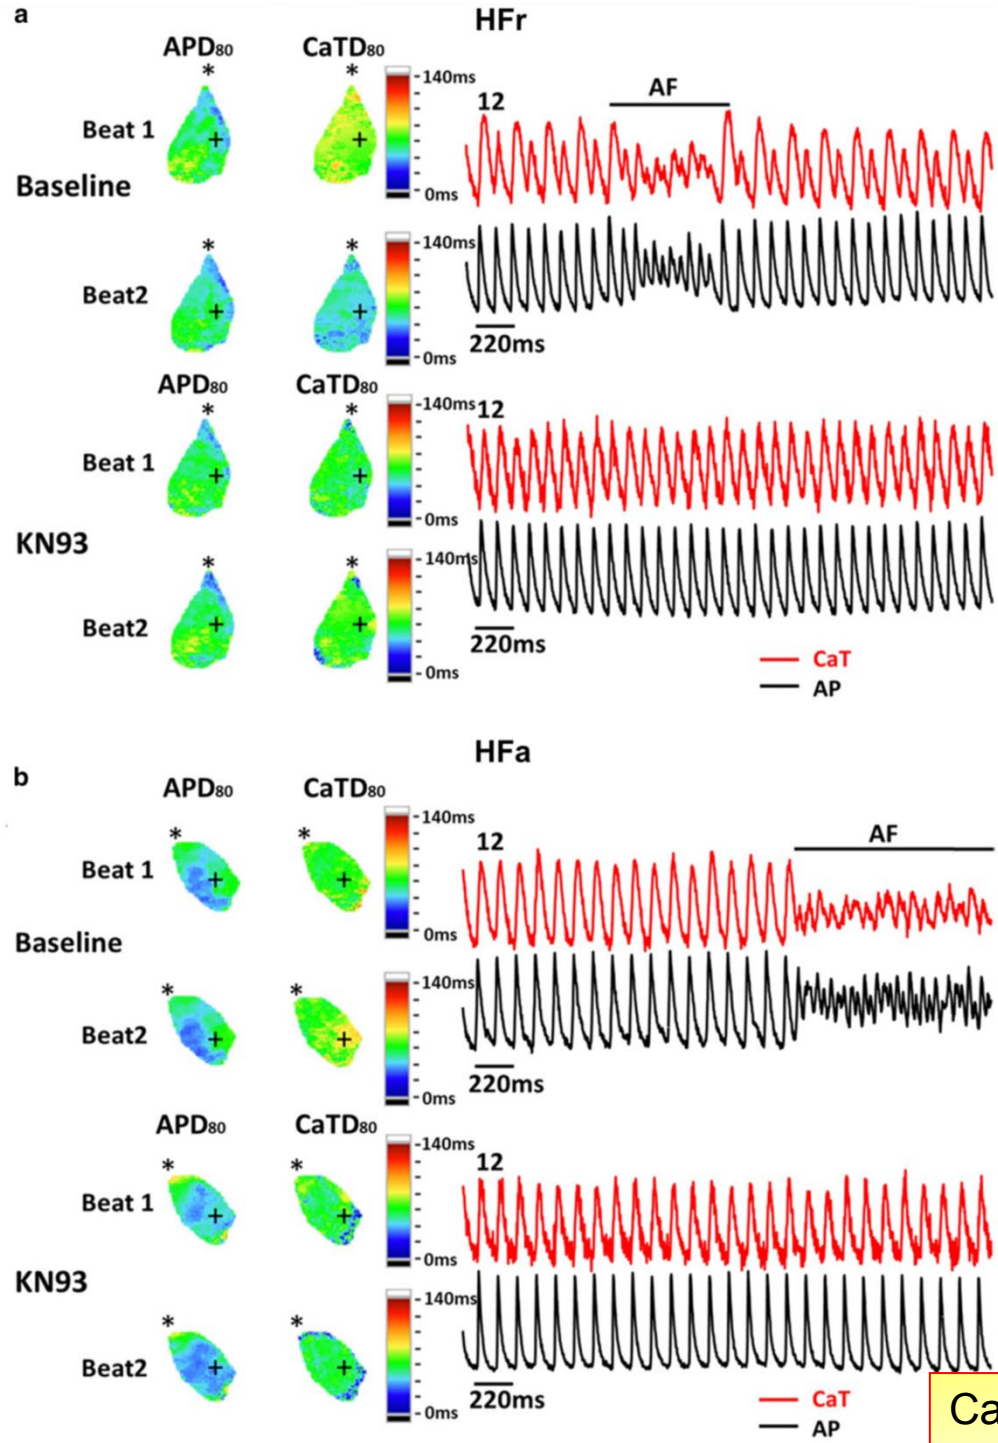 a
HFr
APD80 CaTD80
* *
140ms
12
AF
Beat 1
+ +
Baseline
0ms
* *
140ms
Beat2
+ +
220ms
0ms
APD80 CaTD80
* *
140ms
12
Beat 1
+ +
0ms
KN93
* *
140ms
Beat2
+ +
220ms
0ms
CaT
AP
HFa
b
APD80 CaTD80
* *
140ms
12
AF
Beat 1
+ +
0ms
Baseline
* *
140ms
Beat2
+ +
220ms
0ms
APD80 CaTD80
* *
140ms
12
Beat 1
+ +
0ms
KN93
* *
140ms
Beat2
+ +
220ms
0ms
CaT
AP
Ca